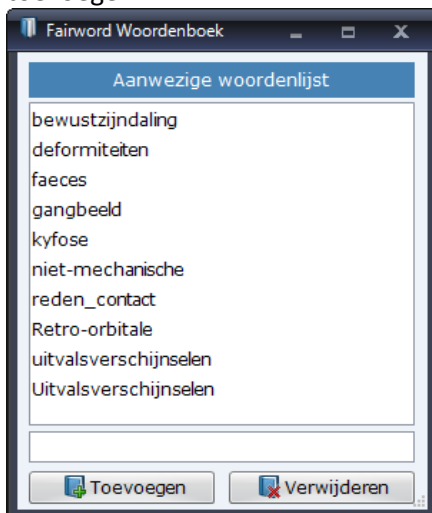 Fairword Woordenboek
Aanwezige woordenlijst
bewustzijndaling
deformiteiten
faeces
gangbeeld
kyfose
niet-mechanische
reden_contact
Retro-orbitale
uitvalsverschijnselen
Uitvalsverschijnselen
Toevoegen Verwijderen